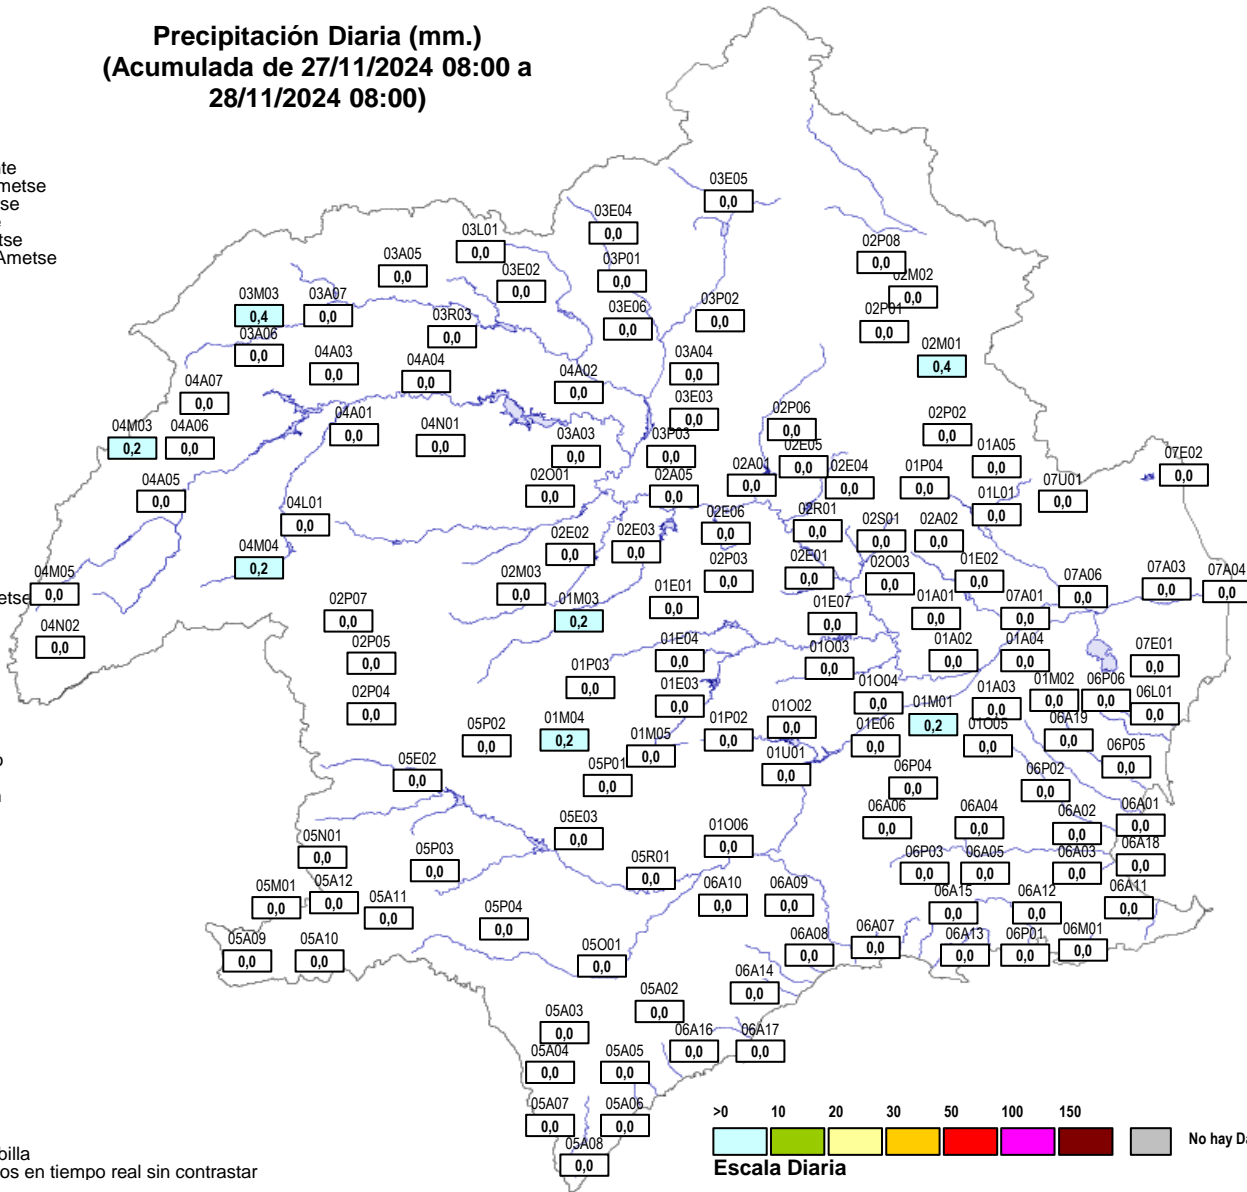 Precipitación Diaria (mm.)
(Acumulada de 27/11/2024 08:00 a
28/11/2024 08:00)
03E05
0,0
03E04
0,0
03L01
0,0
03A05
0,0
03E02
0,0
03P01
0,0
02P08
0,0
02M02
0,0
03M03
0,4
03A07
0,0
03R03
0,0
03E06
0,0
03P02
0,0
02P01
0,0
03A06
0,0
04A03
0,0
04A04
0,0
04A02
0,0
03A04
0,0
02M01
0,4
04A07
0,0
04M03
0,2
04A06
0,0
04A01
0,0
04N01
0,0
03A03
0,0
03P03
0,0
03E03
0,0
02P06
0,0
02E05
0,0
02P02
0,0
01A05
0,0
07E02
0,0
04A05
0,0
04L01
0,0
02O01
0,0
02A05
0,0
02A01
0,0
02E04
0,0
01P04
0,0
01L01
0,0
07U01
0,0
04M04
0,2
02E02
0,0
02E03
0,0
02E06
0,0
02R01
0,0
02S01
0,0
02A02
0,0
04M05
0,0
etse
04N02
0,0
02P07
0,0
02M03
0,0
01M03
0,2
01E01
0,0
02P03
0,0
02E01
0,0
02O03
0,0
01E02
0,0
07A06
0,0
07A03
0,0
07A04
0,0
02P05
0,0
01E04
0,0
01E07
0,0
01A01
0,0
07A01
0,0
02P04
0,0
01P03
0,0
01E03
0,0
01O03
0,0
01A02
0,0
01A04
0,0
07E01
0,0
05P02
0,0
01M04
0,2
01M05
0,0
01P02
0,0
01O02
0,0
01O04
0,0
01M01
0,2
01A03
0,0
01M02
0,0
06P06
0,0
06L01
0,0
05E02
0,0
05P01
0,0
01U01
0,0
01E06
0,0
01O05
0,0
06A19
0,0
06P05
0,0
06P04
0,0
06P02
0,0
05N01
0,0
05P03
0,0
05E03
0,0
05R01
0,0
01O06
0,0
06A06
0,0
06A04
0,0
06A02
0,0
06A01
0,0
06P03
0,0
06A05
0,0
06A03
0,0
06A18
0,0
05M01
0,0
05A12
0,0
05A11
0,0
05P04
0,0
06A10
0,0
06A09
0,0
06A15
0,0
06A12
0,0
06A11
0,0
05A09
0,0
05A10
0,0
05O01
0,0
06A08
0,0
06A07
0,0
06A13
0,0
06P01
0,0
06M01
0,0
05A03
0,0
05A02
0,0
06A14
0,0
05A04
0,0
05A05
0,0
06A16
0,0
06A17
0,0
05A07
0,0
05A06
0,0
05A08
0,0
te
metse
se
tse
Ametse
billa
os en tiempo real sin contrastar
>0 10 20 30 50 100 150
No hay Da
Escala Diaria